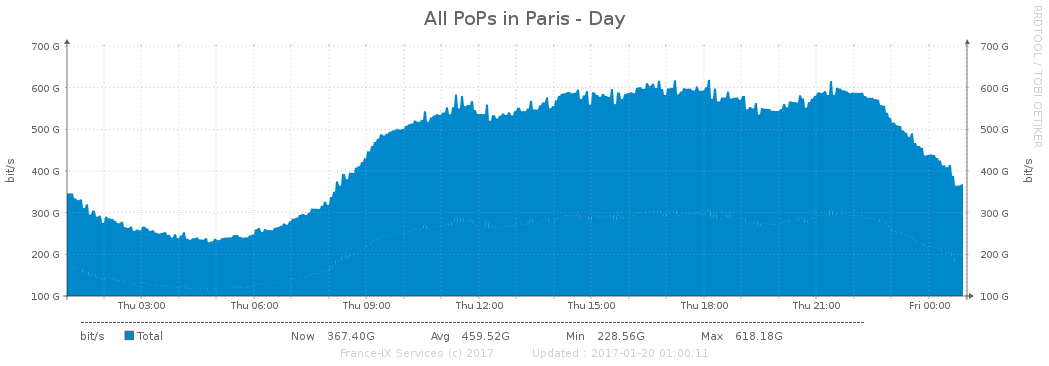 All PoPs in Paris - Day
RRDTOOL / TOBI OETIKER
700 G 700 G
600 G 600 G
500 G 500 G
400 G 400 G
300 G 300 G
200 G 200 G
100 G 100 G
bit/s bit/s
Thu 03:00 Thu 06:00 Thu 09:00 Thu 12:00 Thu 15:00 Thu 18:00 Thu 21:00 Fri 00:00
bit/s Total Now 367.40G Avg 459.52G Min 228.56G Max 618.18G
France-IX Services (c) 2017 Updated : 2017-01-20 01:00:11